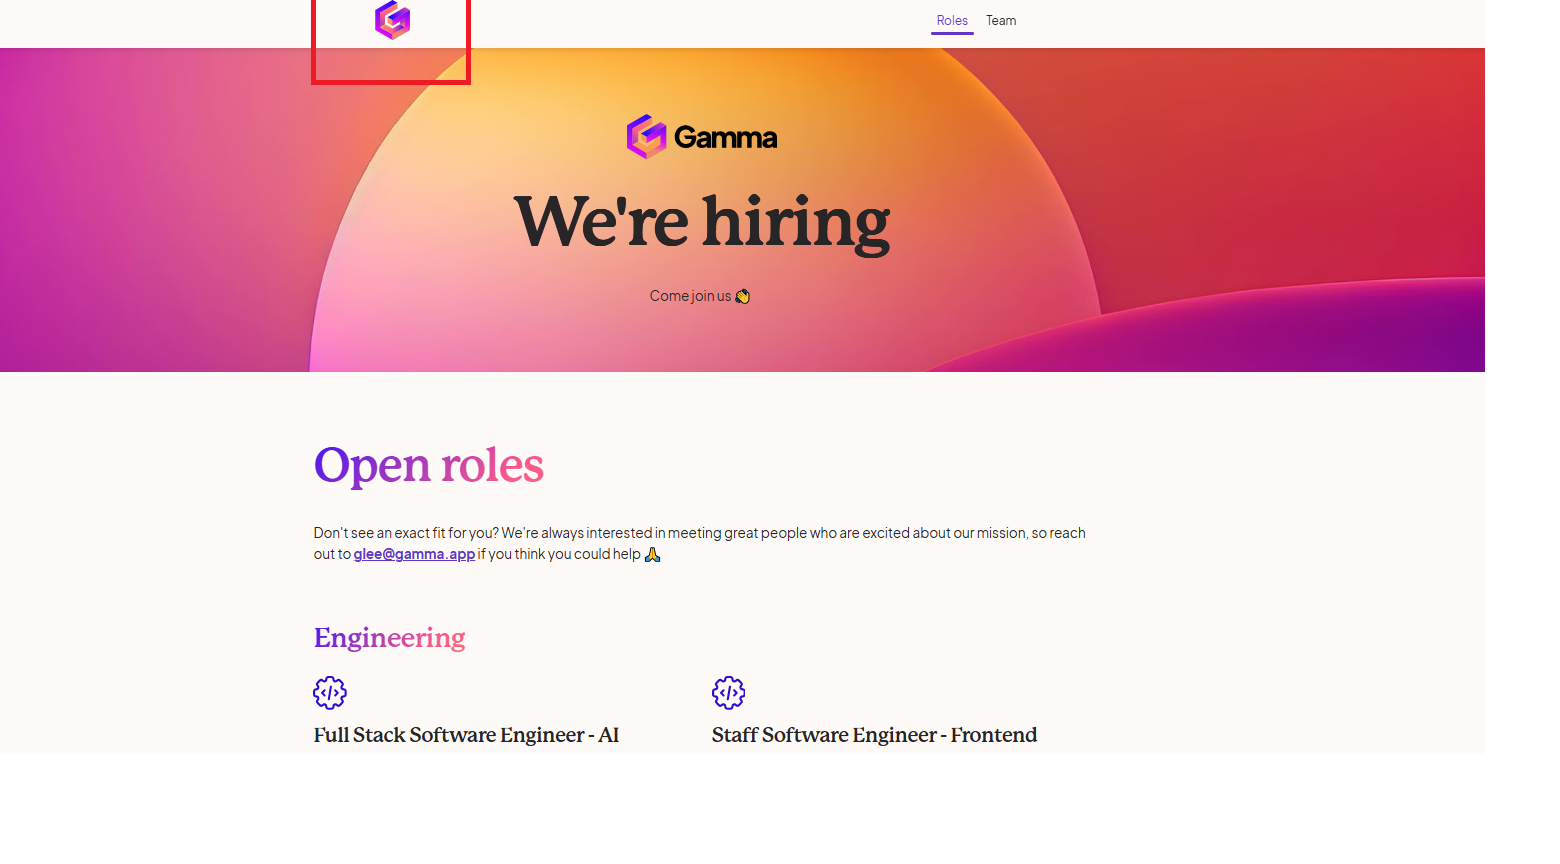 Roles Team
Gamma
We're hiring
Come join us 👏
Open roles
Don't see an exact fit for you? We're always interested in meeting great people who are excited about our mission, so reach
out to glee@gamma.app if you think you could help 🙏
Engineering
Full Stack Software Engineer - AI
Staff Software Engineer - Frontend